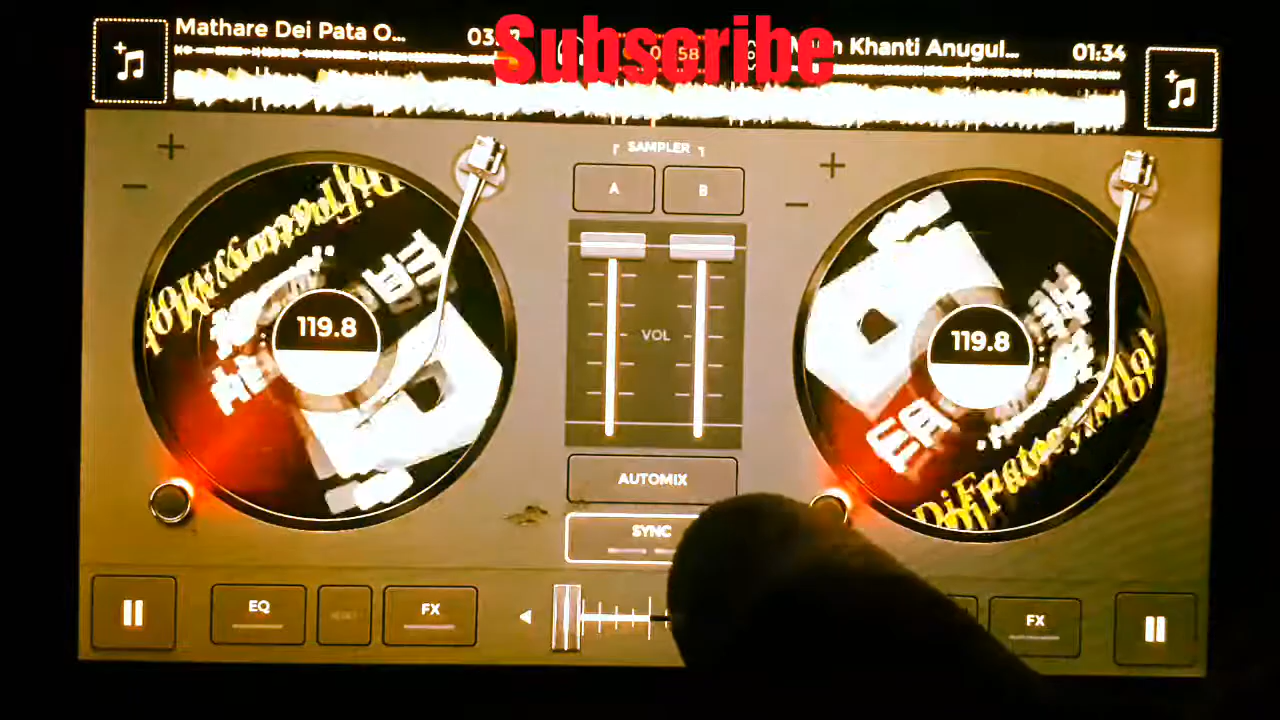 Mathare Dei Pata O...
Subscribe
Khanti Anugul...
01:34
SAMPLER
A
B
119.8
119.8
VOL
AUTOMIX
SYNC
EQ
RESET
FX
FX